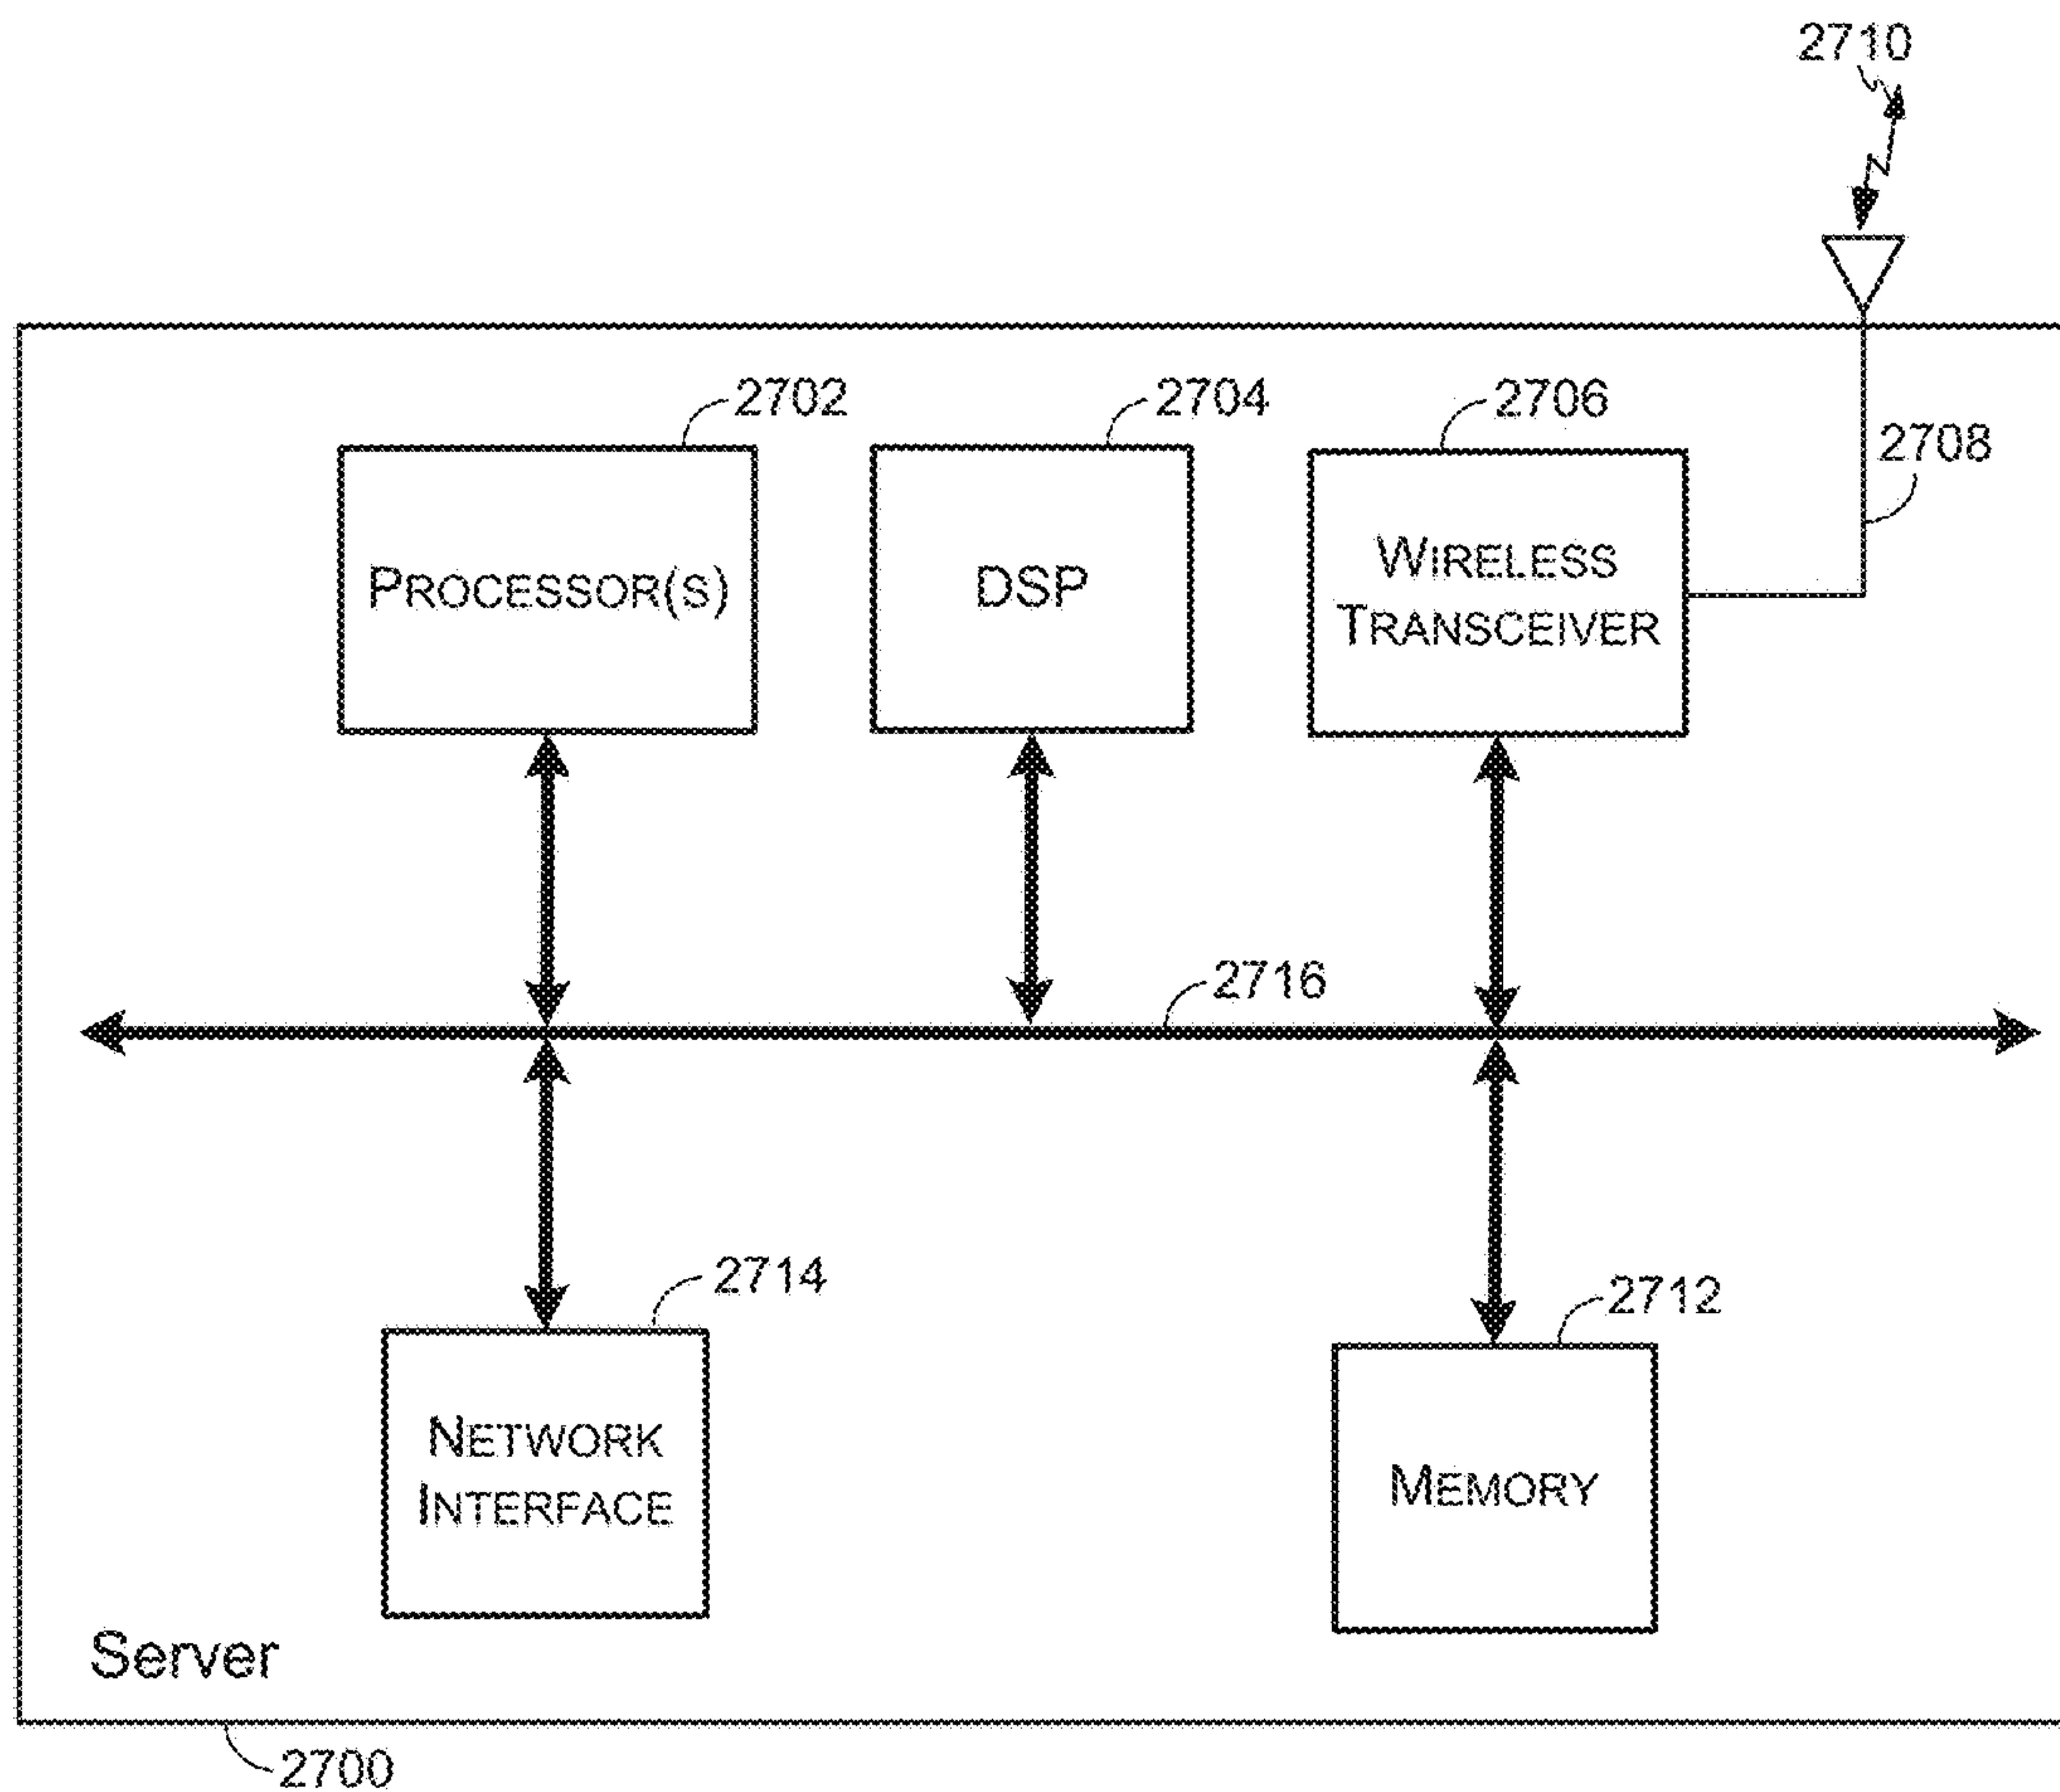 2710
2702
2704
2706
2708
PROCESSOR(S)
DSP
WIRELESS
TRANSCEIVER
2716
2714
2712
NETWORK
INTERFACE
MEMORY
Server
2700